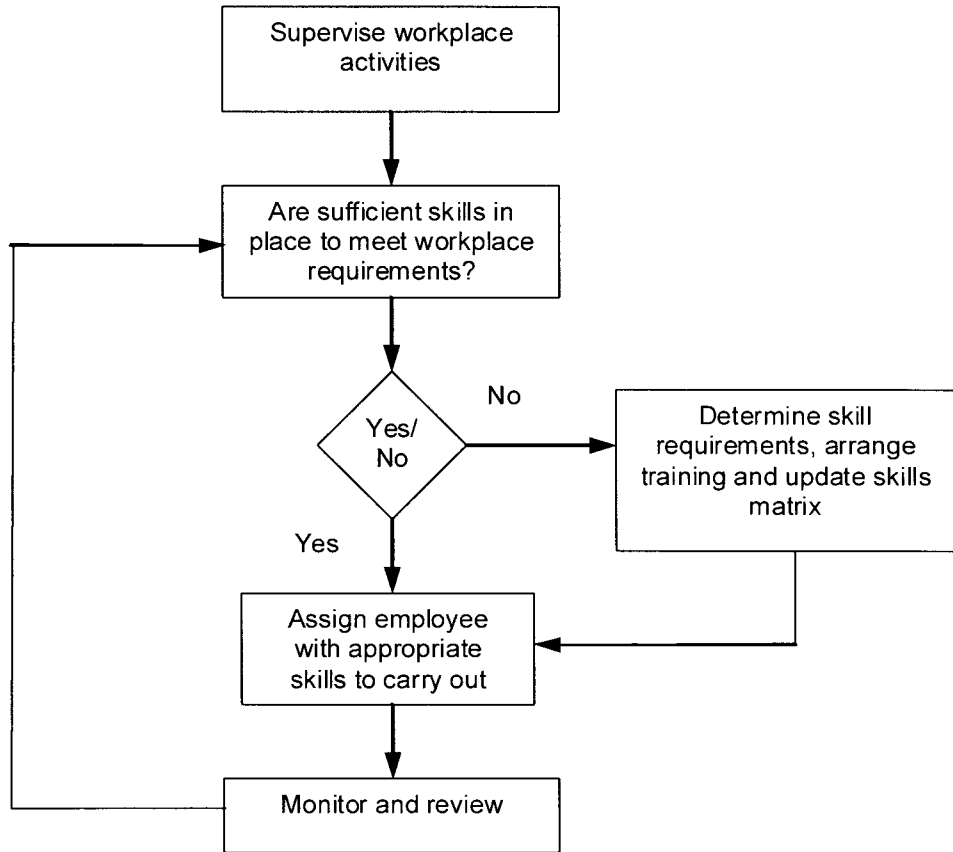 Supervise workplace
activities
Are sufficient skills in
place to meet workplace
requirements?
Yes/
No
No
Determine skill
requirements, arrange
training and update skills
matrix
Yes
Assign employee
with appropriate
skills to carry out
Monitor and review